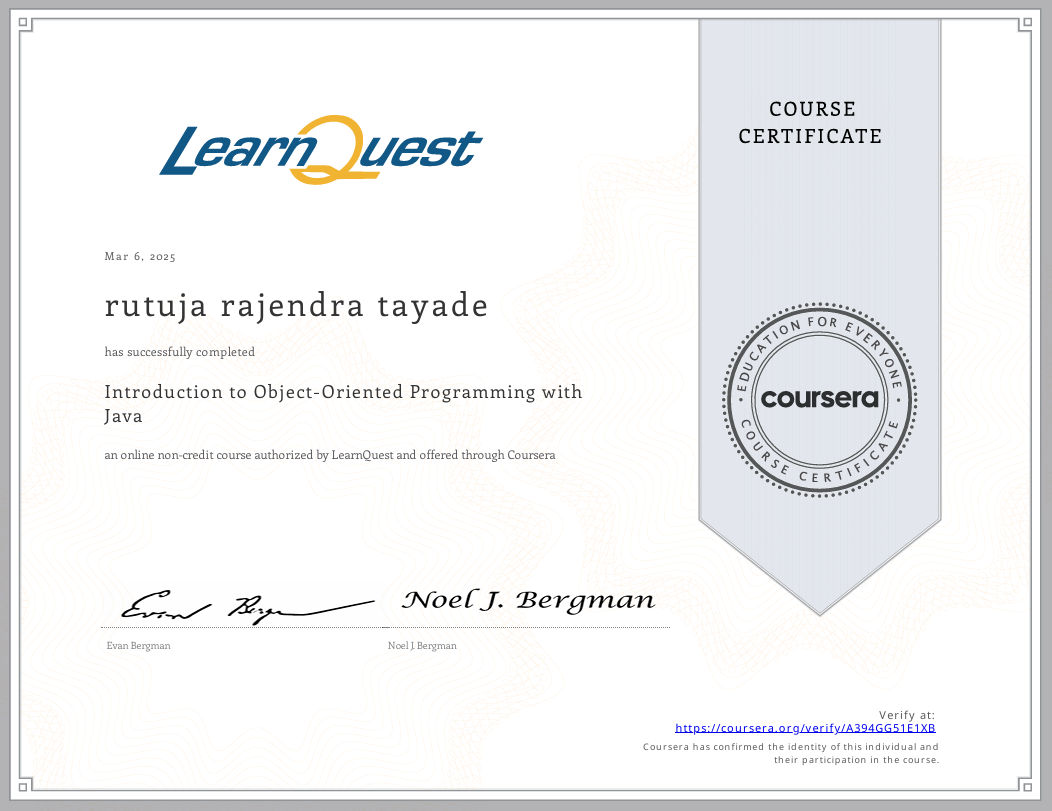 LearnQuest
COURSE
CERTIFICATE
Mar 6, 2025
rutuja rajendra tayade
has successfully completed
Introduction to Object-Oriented Programming with
Java
an online non-credit course authorized by LearnQuest and offered through Coursera
EDUCATION FOR EVERYONE
coursera
COURSE CERTIFICATE
Evan Berge
Noel J. Bergman
Evan Bergman
Noel J. Bergman
Verify at:
https://coursera.org/verify/A394GG51E1XB
Coursera has confirmed the identity of this individual and
their participation in the course.